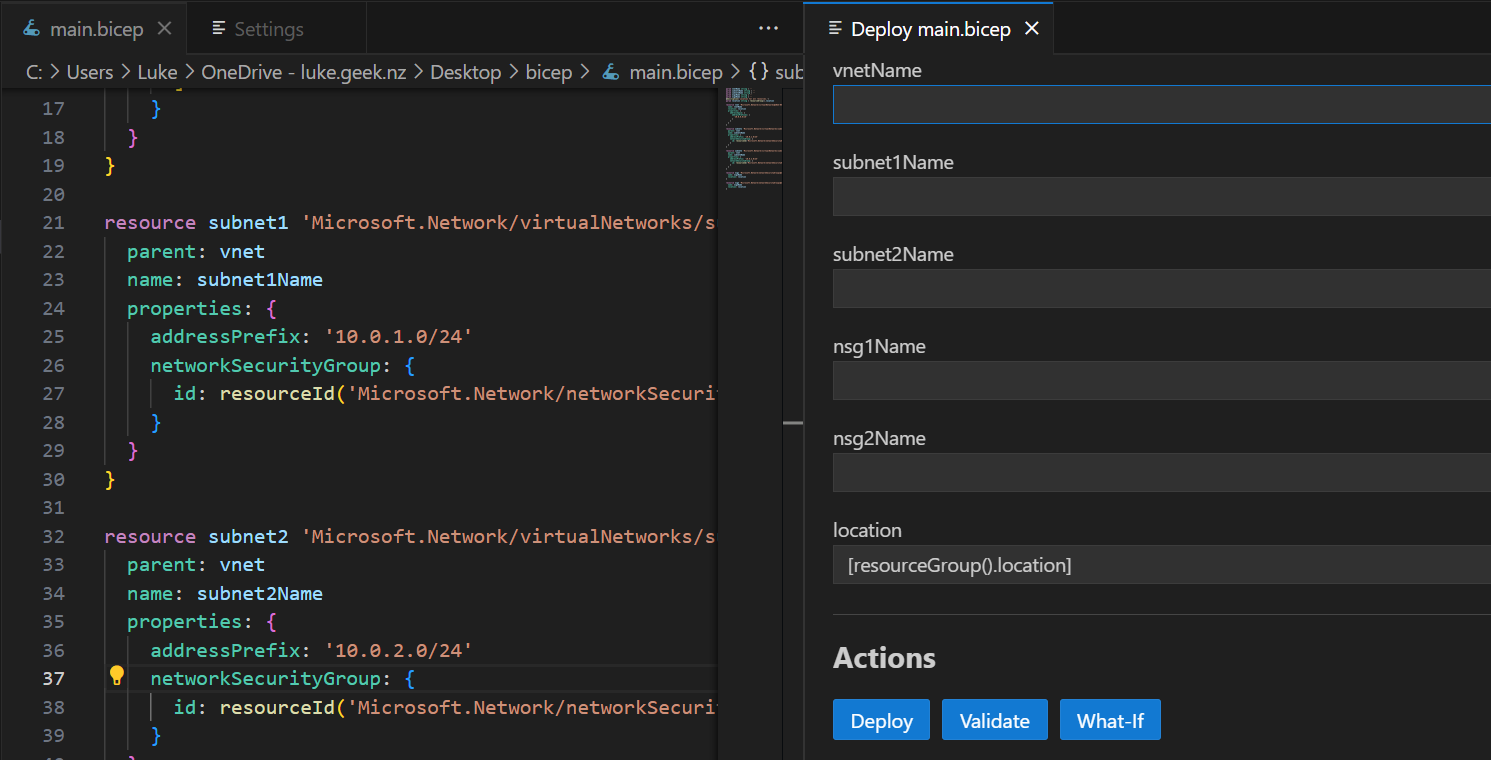 main.bicep
Settings
C: > Users > Luke > OneDrive - luke.geek.nz > Desktop > bicep > main.bicep > {} sub
17 }
18 }
19 }
20
21 resource subnet1 'Microsoft.Network/virtualNetworks/s
22 parent: vnet
23 name: subnet1Name
24 properties: {
25 addressPrefix: '10.0.1.0/24'
26 networkSecurityGroup: {
27 id: resourceId('Microsoft.Network/networkSecuri
28 }
29 }
30 }
31
32 resource subnet2 'Microsoft.Network/virtualNetworks/s
33 parent: vnet
34 name: subnet2Name
35 properties: {
36 addressPrefix: '10.0.2.0/24'
37 networkSecurityGroup: {
38 id: resourceId('Microsoft.Network/networkSecuri
39 }
Deploy main.bicep
vnetName
subnet1Name
subnet2Name
nsg1Name
nsg2Name
location
[resourceGroup().location]
Actions
Deploy
Validate
What-If